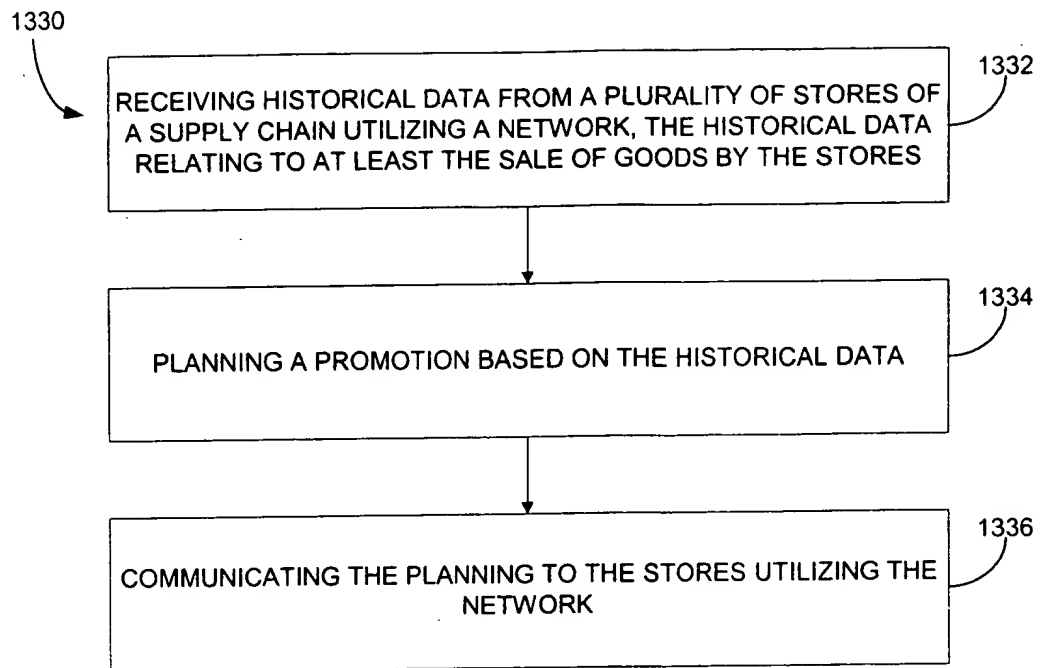 1330
1332
RECEIVING HISTORICAL DATA FROM A PLURALITY OF STORES OF
A SUPPLY CHAIN UTILIZING A NETWORK, THE HISTORICAL DATA
RELATING TO AT LEAST THE SALE OF GOODS BY THE STORES
1334
PLANNING A PROMOTION BASED ON THE HISTORICAL DATA
1336
COMMUNICATING THE PLANNING TO THE STORES UTILIZING THE
NETWORK